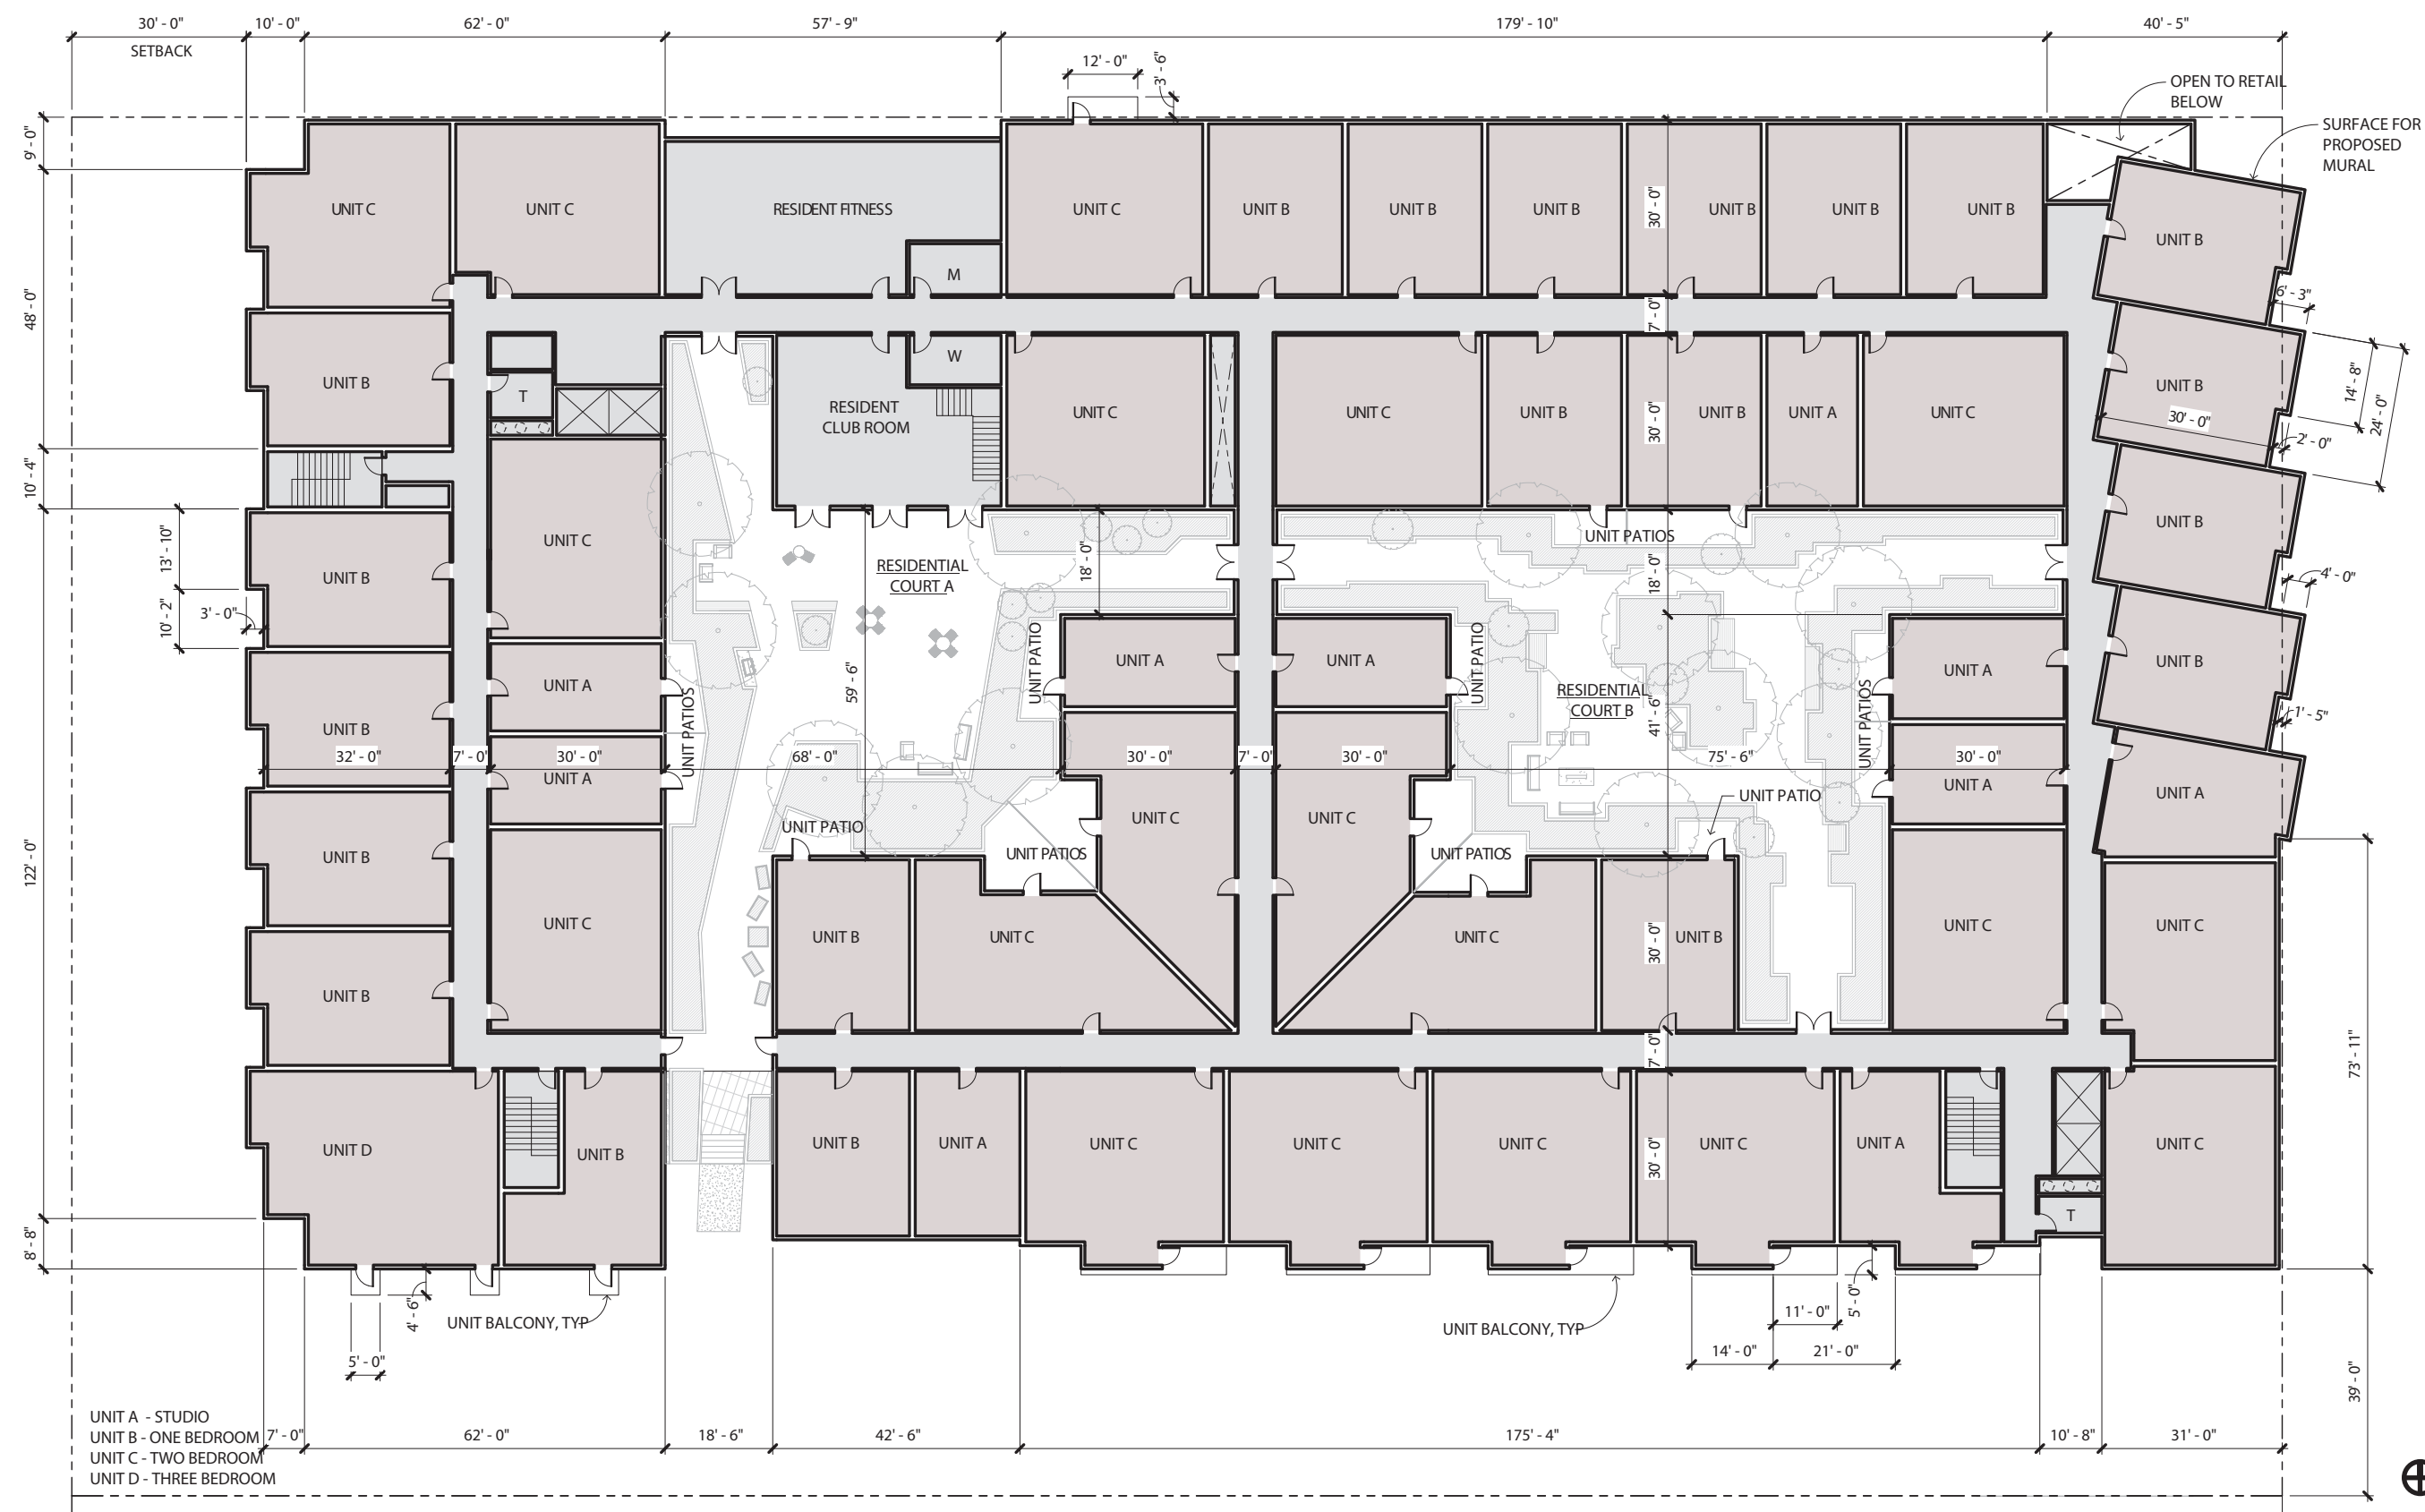 30' - 0"
10' - 0"
62' - 0"
57' - 9"
179' - 10"
40' - 5"
SETBACK
12' - 0"
3' - 6"
OPEN TO RETAIL
BELOW
SURFACE FOR
PROPOSED
MURAL
9' - 0"
48' - 0"
10' - 4"
122' - 0"
8' - 8"
13' - 10"
10' - 2"
3' - 0"
UNIT C
UNIT C
RESIDENT FITNESS
UNIT C
UNIT B
UNIT B
UNIT B
30' - 0"
UNIT B
UNIT B
UNIT B
UNIT B
M
7' - 0"
6' - 3"
UNIT B
T
W
RESIDENT
CLUB ROOM
UNIT C
UNIT C
UNIT B
30' - 0"
UNIT B
UNIT A
UNIT C
UNIT B
30' - 0"
14' - 8"
24' - 0"
2' - 0"
UNIT C
UNIT B
RESIDENTIAL
COURT A
18' - 0"
UNIT PATIOS
18' - 0"
UNIT B
4' - 0"
UNIT B
UNIT A
UNIT PATIOS
59' - 6"
UNIT PATIO
UNIT A
UNIT A
UNIT PATIO
RESIDENTIAL
COURT B
41' - 6"
UNIT PATIOS
UNIT A
UNIT B
1' - 5"
32' - 0"
7' - 0"
30' - 0"
68' - 0"
30' - 0"
7' - 0"
30' - 0"
75' - 6"
30' - 0"
UNIT A
UNIT A
UNIT A
UNIT PATIO
UNIT PATIO
UNIT C
UNIT C
UNIT PATIOS
UNIT PATIOS
UNIT B
UNIT C
UNIT B
UNIT C
UNIT C
30' - 0"
UNIT B
UNIT C
UNIT C
UNIT B
7' - 0"
73' - 11"
UNIT D
UNIT B
UNIT B
UNIT A
UNIT C
UNIT C
UNIT C
30' - 0"
UNIT C
UNIT A
UNIT C
T
4' - 6"
5' - 0"
UNIT BALCONY, TYP
UNIT BALCONY, TYP
11' - 0"
5' - 0"
14' - 0"
21' - 0"
39' - 0"
UNIT A - STUDIO
UNIT B - ONE BEDROOM
UNIT C - TWO BEDROOM
UNIT D - THREE BEDROOM
7' - 0"
62' - 0"
18' - 6"
42' - 6"
175' - 4"
10' - 8"
31' - 0"